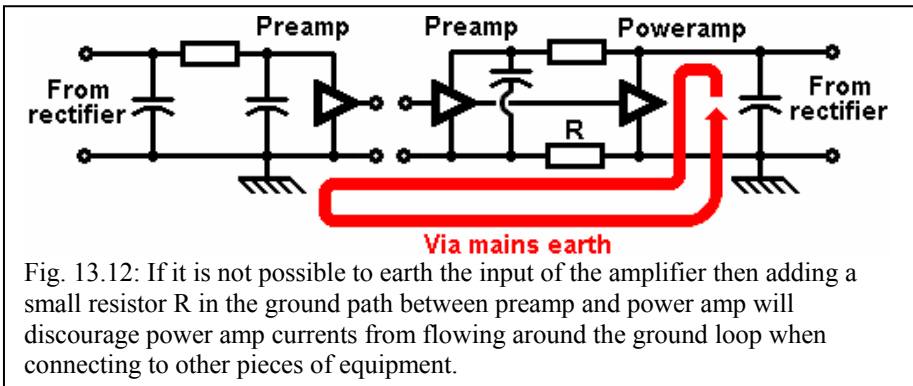 Preamp Preamp Poweramp
From rectifier
From rectifier
R
Via mains earth
Fig. 13.12: If it is not possible to earth the input of the amplifier then adding a
small resistor R in the ground path between preamp and power amp will
discourage power amp currents from flowing around the ground loop when
connecting to other pieces of equipment.